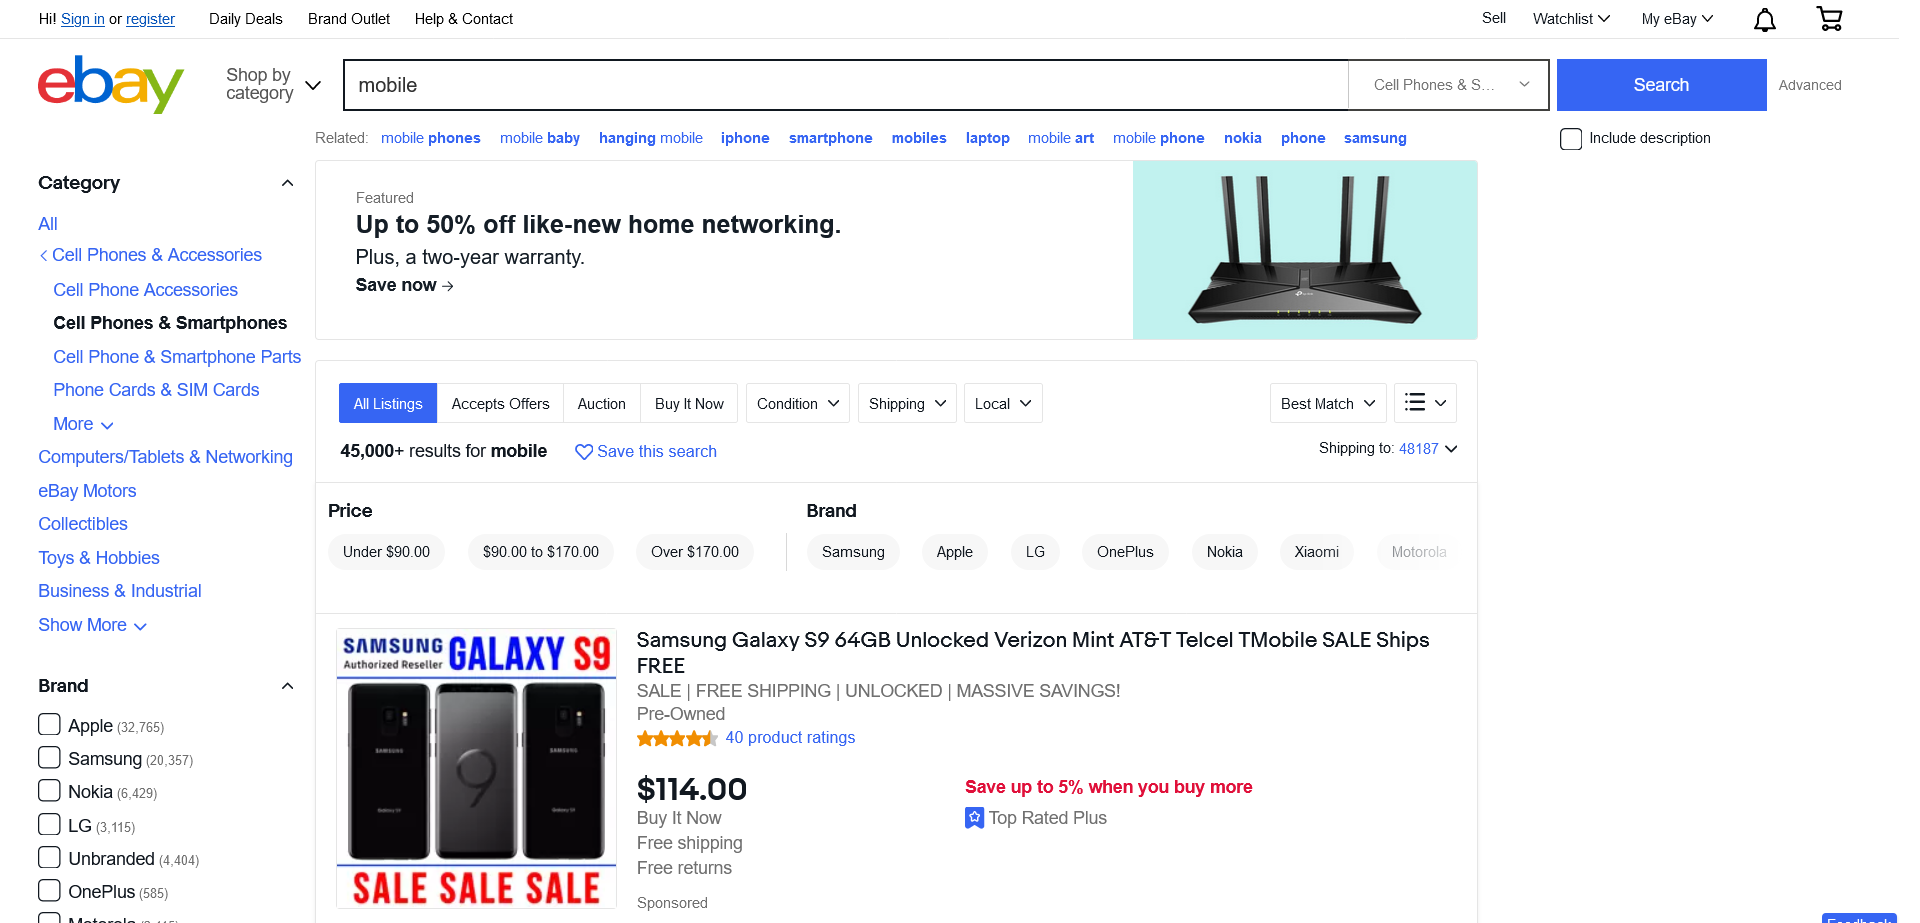 Hi! Sign in or register Daily Deals Brand Outlet Help & Contact Sell Watchlist My eBay
ebay Shop by category mobile Cell Phones & S... Search Advanced
Related: mobile phones mobile baby hanging mobile iphone smartphone mobiles laptop mobile art mobile phone nokia phone samsung Include description
Category
All
Cell Phones & Accessories
Cell Phone Accessories
Cell Phones & Smartphones
Cell Phone & Smartphone Parts
Phone Cards & SIM Cards
More
Computers/Tablets & Networking
eBay Motors
Collectibles
Toys & Hobbies
Business & Industrial
Show More
Brand
Apple (32,765)
Samsung (20,357)
Nokia (6,429)
LG (3,115)
Unbranded (4,404)
OnePlus (585)
Featured
Up to 50% off like-new home networking.
Plus, a two-year warranty.
Save now →
All Listings Accepts Offers Auction Buy It Now Condition Shipping Local Best Match
45,000+ results for mobile Save this search Shipping to: 48187
Price
Under $90.00 $90.00 to $170.00 Over $170.00
Brand
Samsung Apple LG OnePlus Nokia Xiaomi Motorola
SAMSUNG GALAXY S9
Authorized Reseller
SAMSUNG SAMSUNG
SALE SALE SALE
Samsung Galaxy S9 64GB Unlocked Verizon Mint AT&T Telcel TMobile SALE Ships
FREE
SALE | FREE SHIPPING | UNLOCKED | MASSIVE SAVINGS!
Pre-Owned
40 product ratings
$114.00
Buy It Now
Free shipping
Free returns
Sponsored
Save up to 5% when you buy more
Top Rated Plus